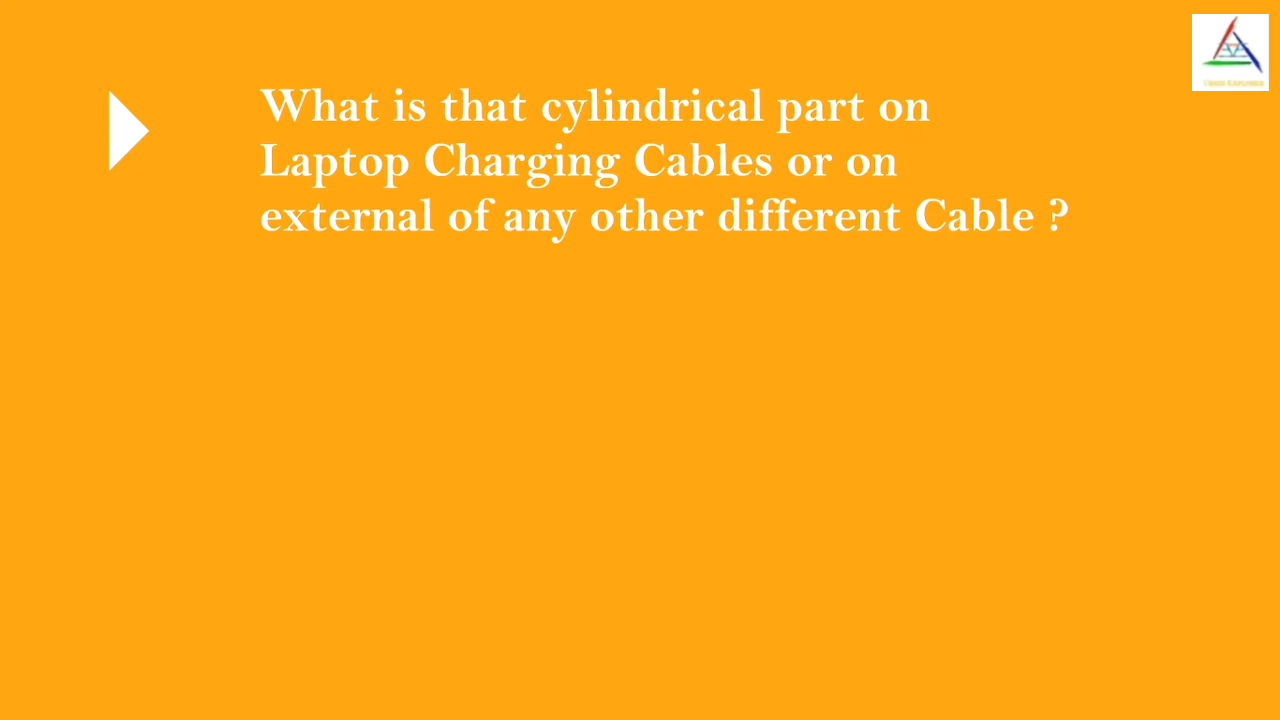 What is that cylindrical part on
Laptop Charging Cables or on
external of any other different Cable ?